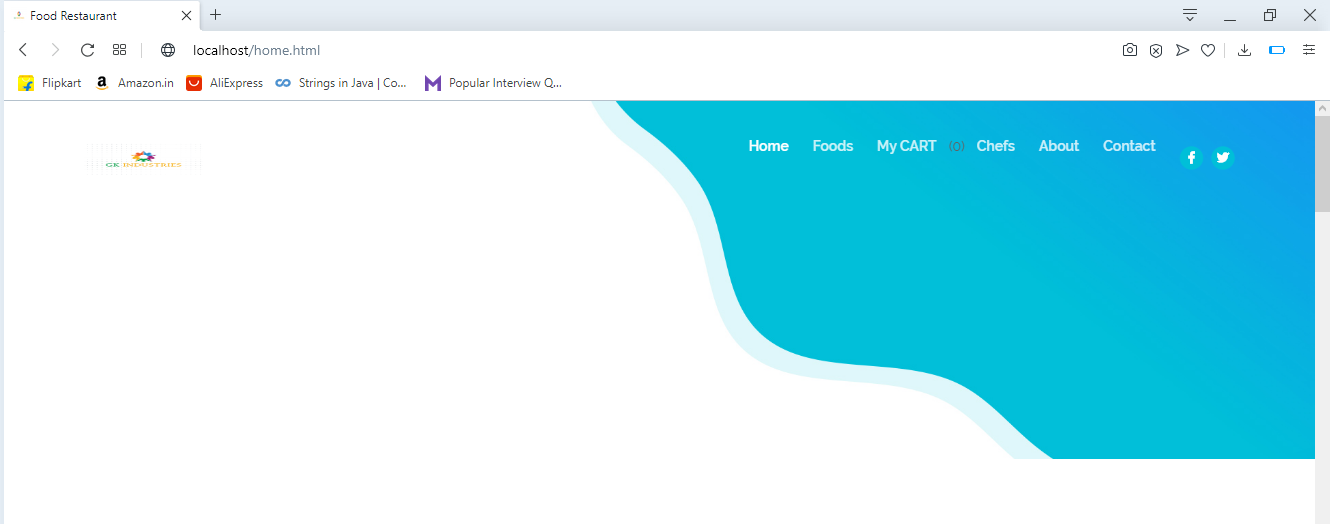 Food Restaurant
localhost/home.html
Flipkart Amazon.in AliExpress Strings in Java | Co... Popular Interview Q...
GK INDUSTRIES
Home Foods My CART (0) Chefs About Contact